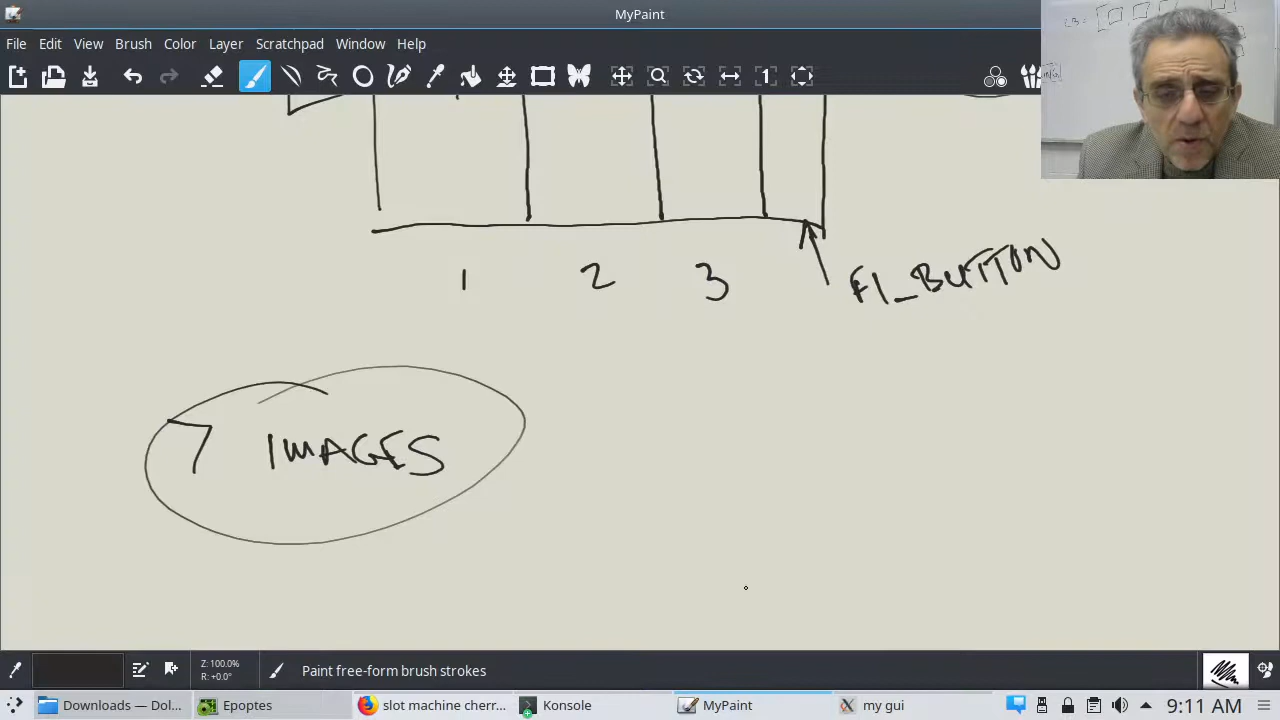 MyPaint
File Edit View Brush Color Layer Scratchpad Window Help
1 2 3
FL_BUTTON
7 IMAGES
Z: 100.0%
R: +0.0°
Paint free-form brush strokes
Downloads — Dol...
Epoptes
slot machine cherr...
Konsole
MyPaint
my gui
9:11 AM